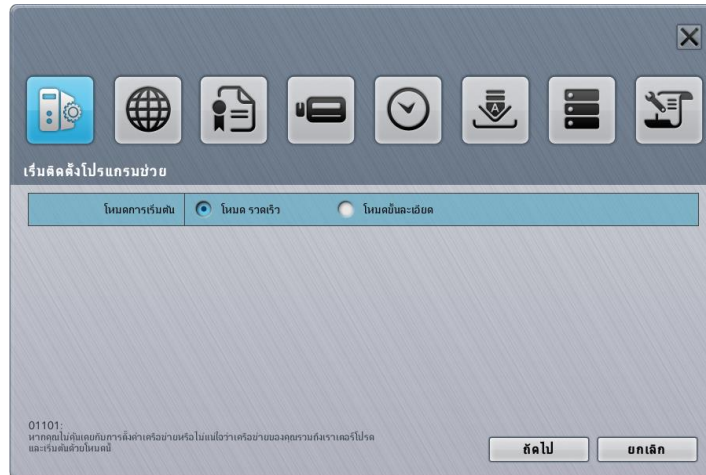 เริ่มติดตั้งโปรแกรมช่วย
โหมดการเริ่มต้น โหมด รวดเร็ว โหมดขั้นละเอียด
01101:
หากคุณไม่คุ้นเคยกับการตั้งค่าเครือข่ายหรือไม่แน่ใจว่าเครือข่ายของคุณรวมถึงเราเตอร์โปรด
และเริ่มต้นด้วยโหมดนี้
ถัดไป ยกเลิก